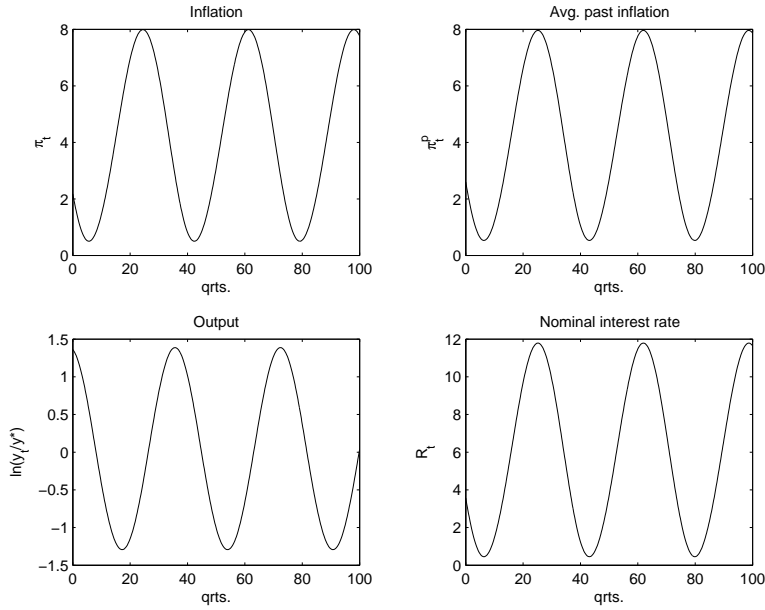 Inflation
8
6
4
2
0
π_t
0 20 40 60 80 100
qrts.
Avg. past inflation
8
6
4
2
0
π_t^p
0 20 40 60 80 100
qrts.
Output
1.5
1
0.5
0
−0.5
−1
−1.5
ln(y_t/y*)
0 20 40 60 80 100
qrts.
Nominal interest rate
12
10
8
6
4
2
0
R_t
0 20 40 60 80 100
qrts.